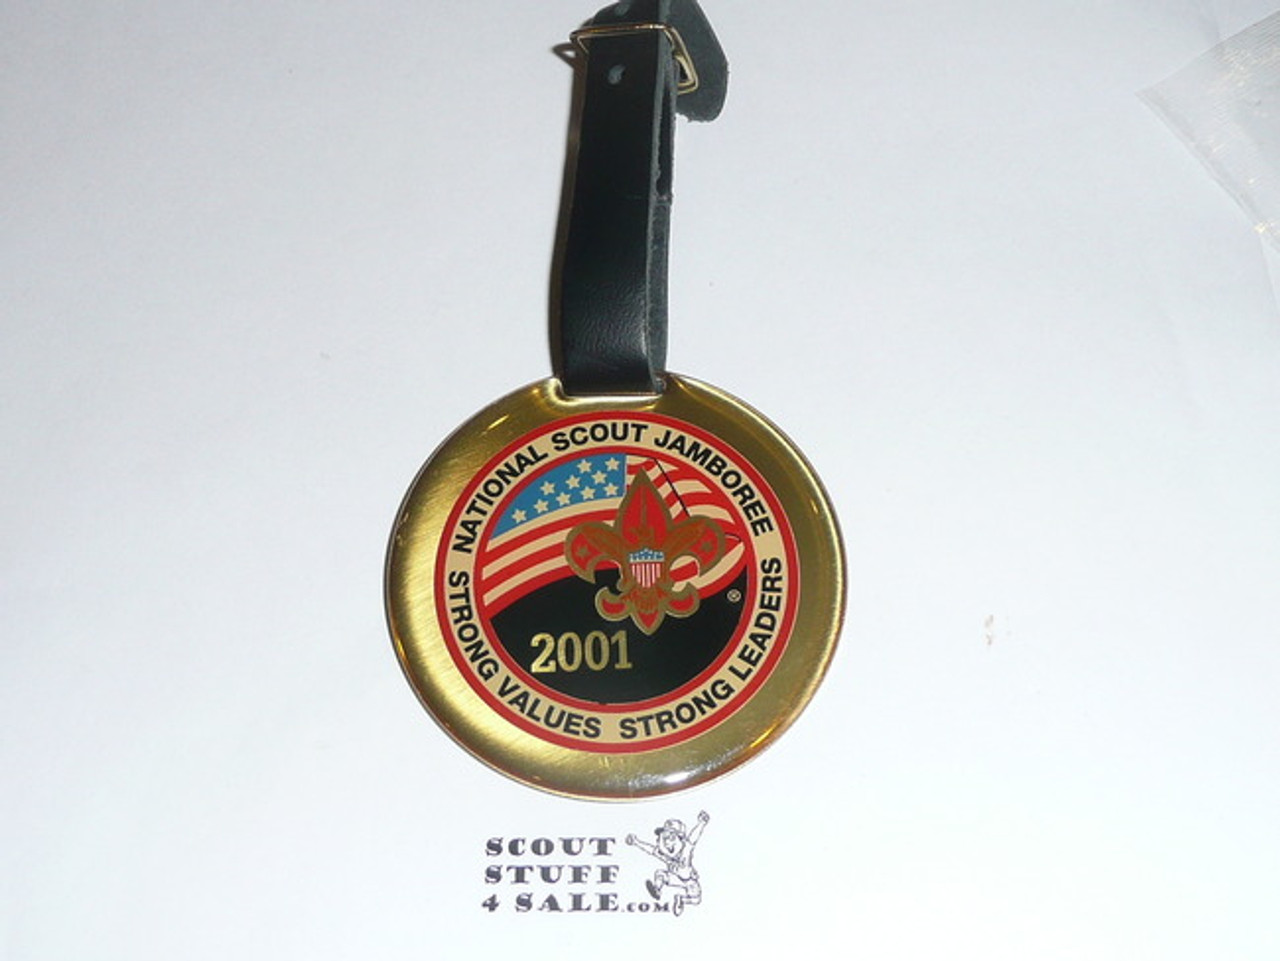 NATIONAL SCOUT JAMBOREE
STRONG VALUES STRONG LEADERS
®
2001
SCOUT
STUFF
4 SALE.COM